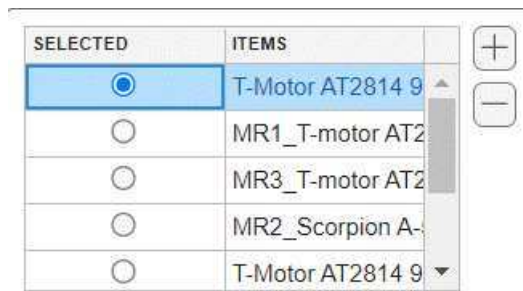 SELECTED ITEMS
T-Motor AT2814 9
MR1_T-motor AT2
MR3_T-motor AT2
MR2_Scorpion A-
T-Motor AT2814 9